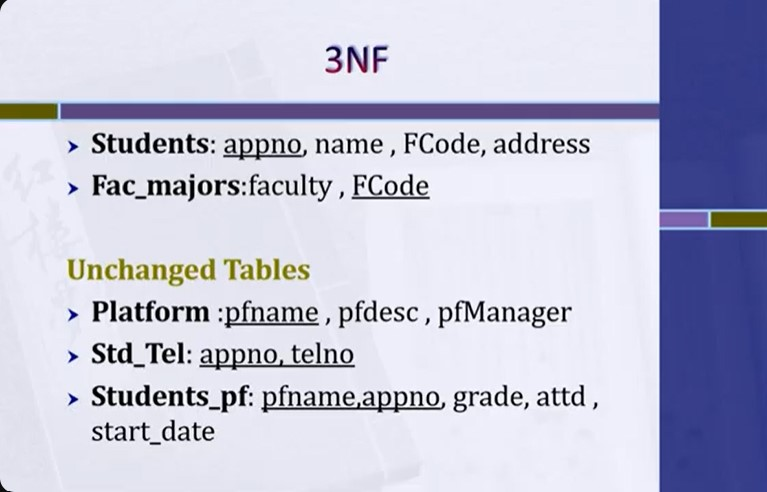 3NF
➤ Students: appno, name , FCode, address
➤ Fac_majors:faculty , FCode
Unchanged Tables
➤ Platform :pfname , pfdesc , pfManager
➤ Std_Tel: appno, telno
➤ Students_pf: pfname,appno, grade, attd ,
start_date